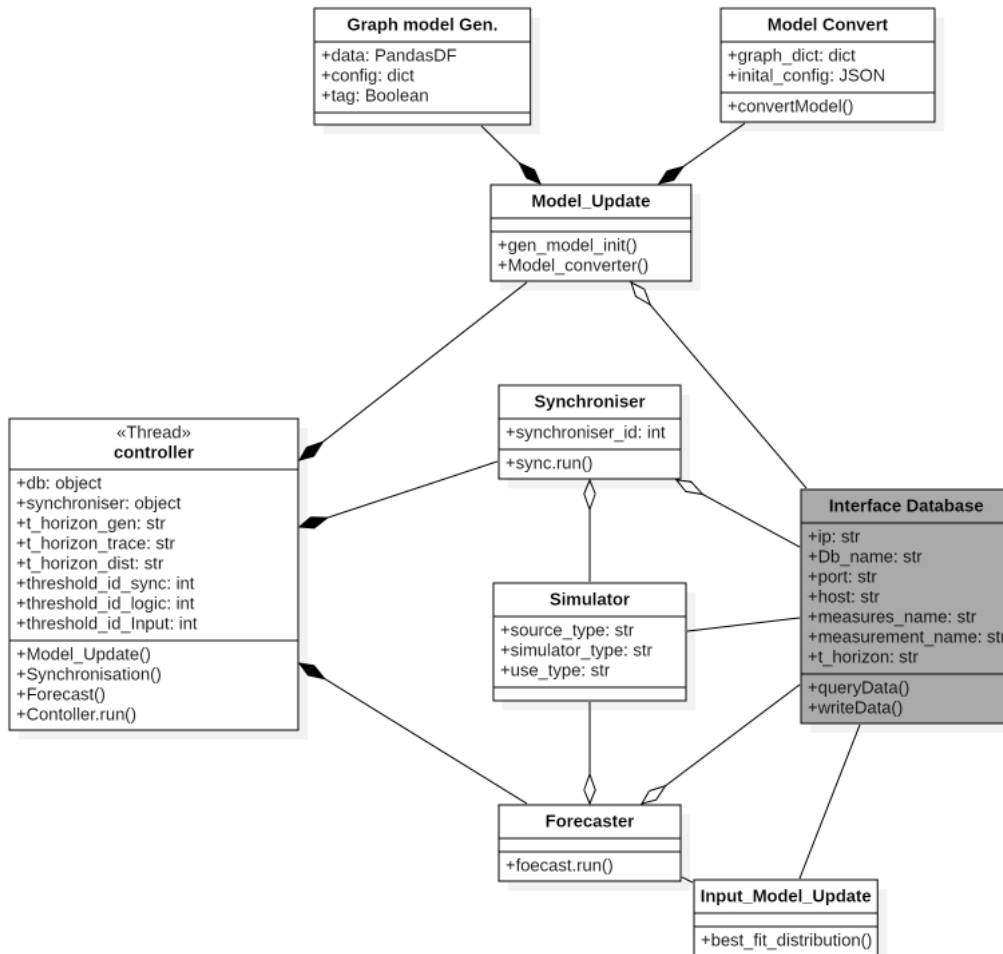 Graph model Gen.
+data: PandasDF
+config: dict
+tag: Boolean
Model Convert
+graph_dict: dict
+inital_config: JSON
+convertModel()
Model_Update
+gen_model_init()
+Model_converter()
Synchroniser
+synchroniser_id: int
+sync.run()
«Thread»
controller
+db: object
+synchroniser: object
+t_horizon_gen: str
+t_horizon_trace: str
+t_horizon_dist: str
+threshold_id_sync: int
+threshold_id_logic: int
+threshold_id_Input: int
+Model_Update()
+Synchronisation()
+Forecast()
+Contoller.run()
Interface Database
+ip: str
+Db_name: str
+port: str
+host: str
+measures_name: str
+measurement_name: str
+t_horizon: str
+queryData()
+writeData()
Simulator
+source_type: str
+simulator_type: str
+use_type: str
Forecaster
+foecast.run()
Input_Model_Update
+best_fit_distribution()